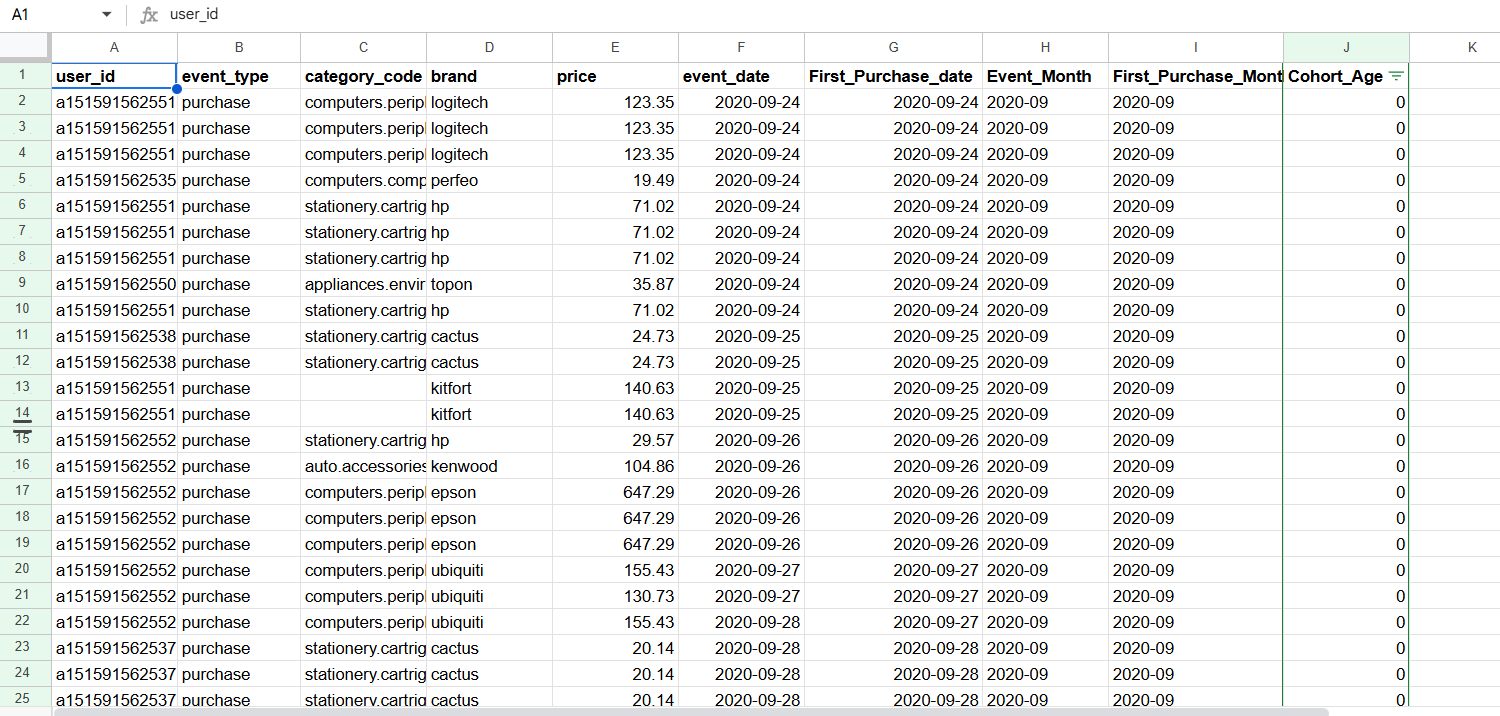 A1 fx user_id
A B C D E F G H I J K
1 user_id event_type category_code brand price event_date First_Purchase_date Event_Month First_Purchase_Mont Cohort_Age
2 a151591562551 purchase computers.perip logitech 123.35 2020-09-24 2020-09-24 2020-09 2020-09 0
3 a151591562551 purchase computers.perip logitech 123.35 2020-09-24 2020-09-24 2020-09 2020-09 0
4 a151591562551 purchase computers.perip logitech 123.35 2020-09-24 2020-09-24 2020-09 2020-09 0
5 a151591562535 purchase computers.comp perfeo 19.49 2020-09-24 2020-09-24 2020-09 2020-09 0
6 a151591562551 purchase stationery.cartrig hp 71.02 2020-09-24 2020-09-24 2020-09 2020-09 0
7 a151591562551 purchase stationery.cartrig hp 71.02 2020-09-24 2020-09-24 2020-09 2020-09 0
8 a151591562551 purchase stationery.cartrig hp 71.02 2020-09-24 2020-09-24 2020-09 2020-09 0
9 a151591562550 purchase appliances.envir topon 35.87 2020-09-24 2020-09-24 2020-09 2020-09 0
10 a151591562551 purchase stationery.cartrig hp 71.02 2020-09-24 2020-09-24 2020-09 2020-09 0
11 a151591562538 purchase stationery.cartrig cactus 24.73 2020-09-25 2020-09-25 2020-09 2020-09 0
12 a151591562538 purchase stationery.cartrig cactus 24.73 2020-09-25 2020-09-25 2020-09 2020-09 0
13 a151591562551 purchase kitfort 140.63 2020-09-25 2020-09-25 2020-09 2020-09 0
14 a151591562551 purchase kitfort 140.63 2020-09-25 2020-09-25 2020-09 2020-09 0
15 a151591562552 purchase stationery.cartrig hp 29.57 2020-09-26 2020-09-26 2020-09 2020-09 0
16 a151591562552 purchase auto.accessories kenwood 104.86 2020-09-26 2020-09-26 2020-09 2020-09 0
17 a151591562552 purchase computers.perip epson 647.29 2020-09-26 2020-09-26 2020-09 2020-09 0
18 a151591562552 purchase computers.perip epson 647.29 2020-09-26 2020-09-26 2020-09 2020-09 0
19 a151591562552 purchase computers.perip epson 647.29 2020-09-26 2020-09-26 2020-09 2020-09 0
20 a151591562552 purchase computers.perip ubiquiti 155.43 2020-09-27 2020-09-27 2020-09 2020-09 0
21 a151591562552 purchase computers.perip ubiquiti 130.73 2020-09-27 2020-09-27 2020-09 2020-09 0
22 a151591562552 purchase computers.perip ubiquiti 155.43 2020-09-28 2020-09-27 2020-09 2020-09 0
23 a151591562537 purchase stationery.cartrig cactus 20.14 2020-09-28 2020-09-28 2020-09 2020-09 0
24 a151591562537 purchase stationery.cartrig cactus 20.14 2020-09-28 2020-09-28 2020-09 2020-09 0
25 a151591562537 purchase stationery.cartrig cactus 20.14 2020-09-28 2020-09-28 2020-09 2020-09 0